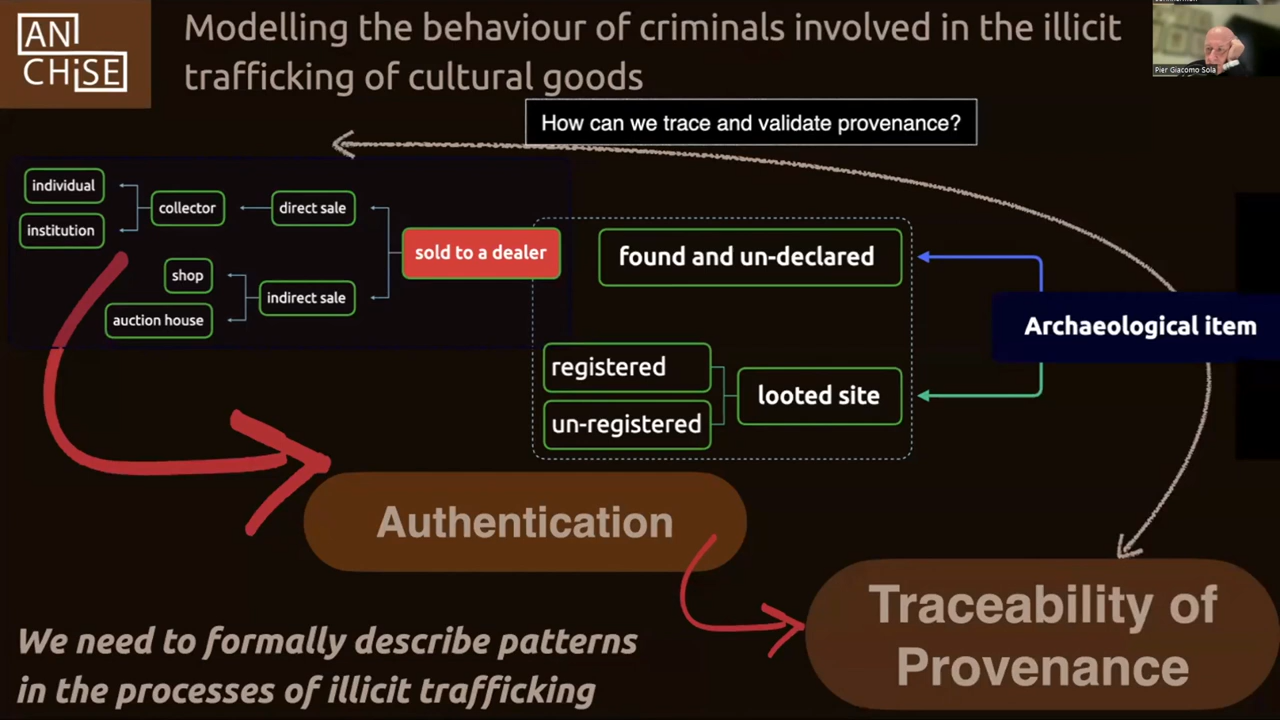 AN
CHiSE
Modelling the behaviour of criminals involved in the illicit
trafficking of cultural goods
Pier Giacomo Sola
How can we trace and validate provenance?
individual
institution
collector
direct sale
shop
auction house
indirect sale
sold to a dealer
found and un-declared
registered
un-registered
looted site
Archaeological item
Authentication
Traceability of
Provenance
We need to formally describe patterns
in the processes of illicit trafficking